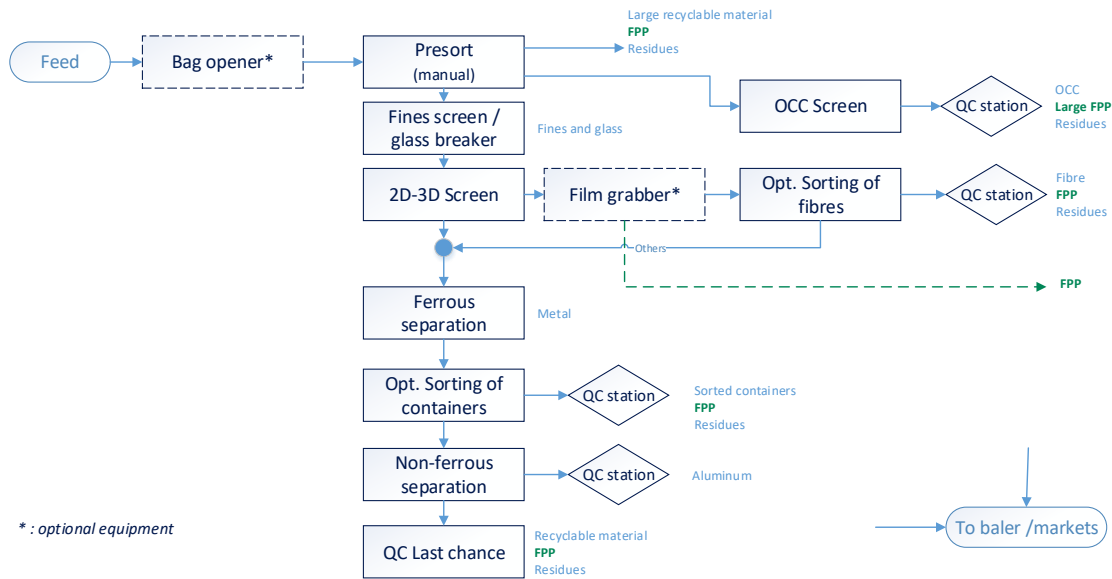 Large recyclable material
FPP
Residues
Feed
Bag opener*
Presort
(manual)
OCC Screen
QC station
OCC
Large FPP
Residues
Fines screen /
glass breaker
Fines and glass
2D-3D Screen
Film grabber*
Opt. Sorting of
fibres
QC station
Fibre
FPP
Residues
Others
FPP
Ferrous
separation
Metal
Opt. Sorting of
containers
QC station
Sorted containers
FPP
Residues
Non-ferrous
separation
QC station
Aluminum
* : optional equipment
To baler /markets
QC Last chance
Recyclable material
FPP
Residues